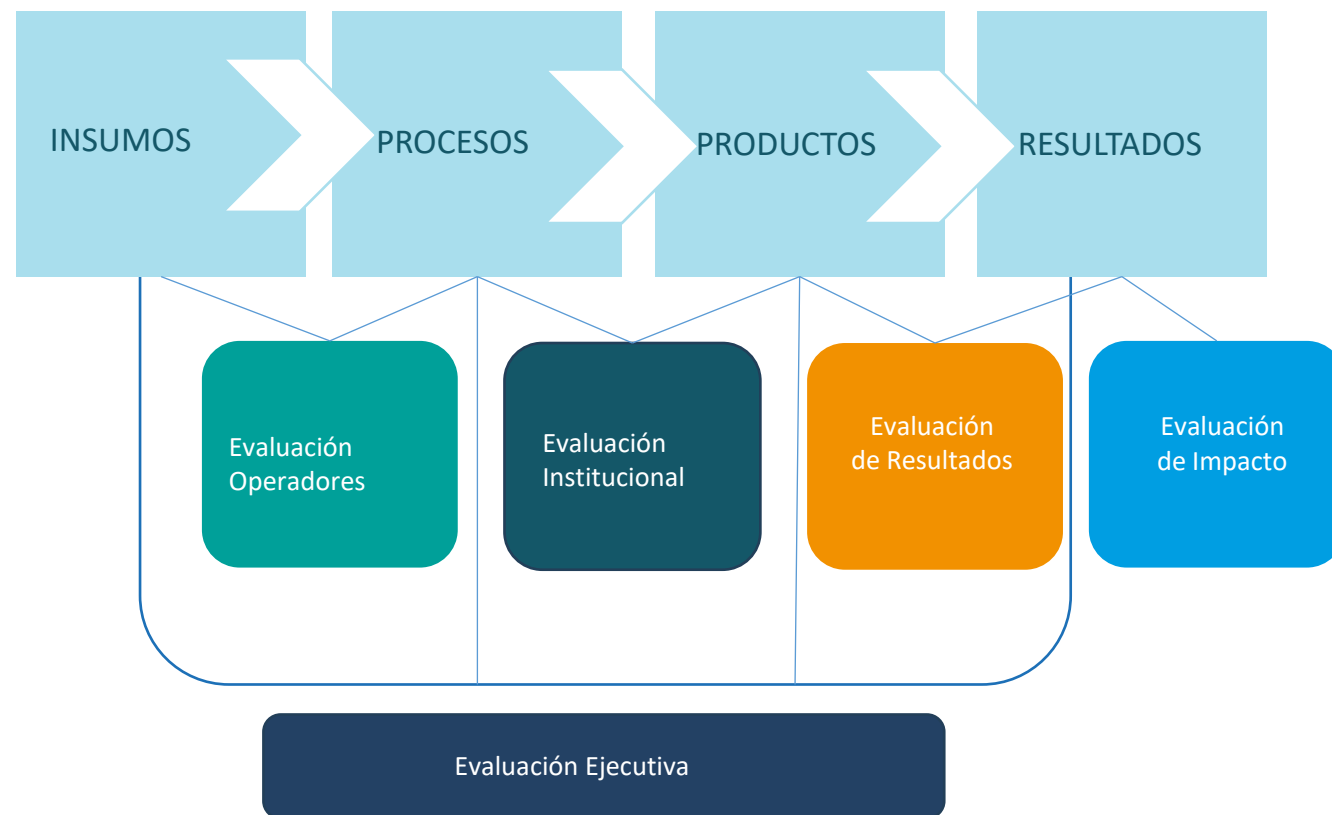 INSUMOS
PROCESOS
PRODUCTOS
RESULTADOS
Evaluación
Operadores
Evaluación
Institucional
Evaluación
de Resultados
Evaluación
de Impacto
Evaluación Ejecutiva